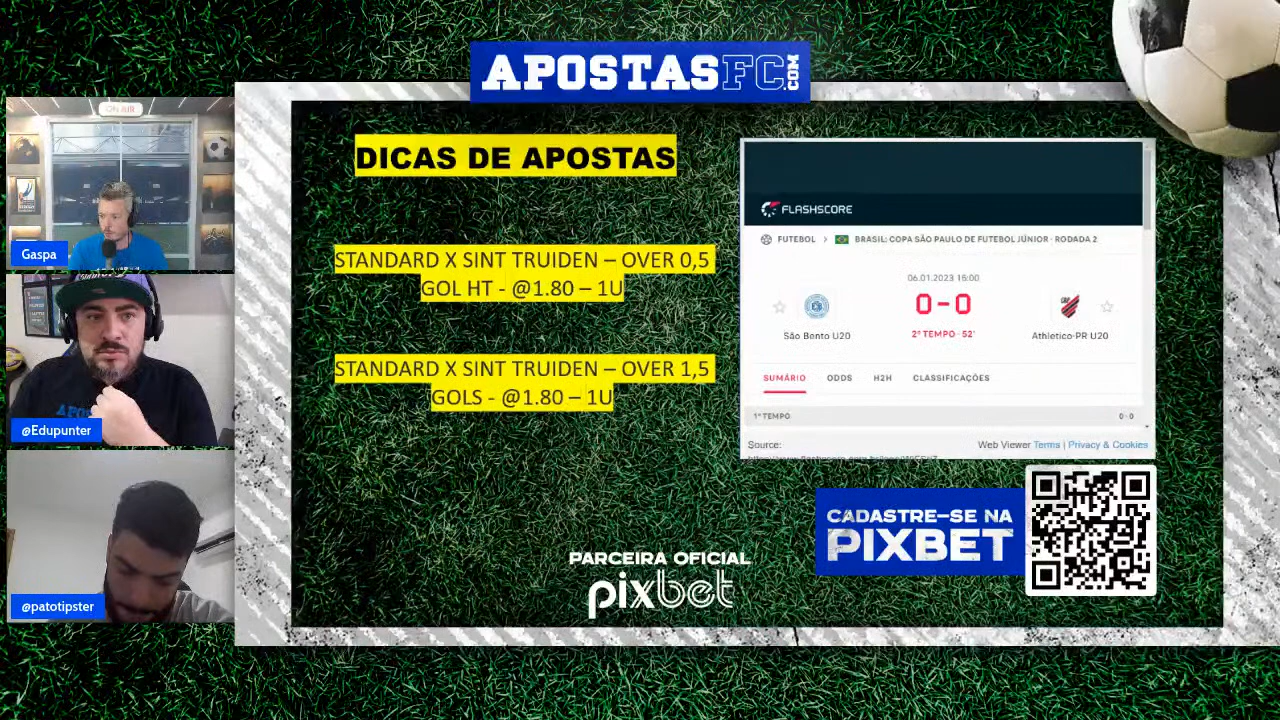 APOSTASFC.COM
ON AIR
Gaspa
@Edupunter
@patotipster
DICAS DE APOSTAS
STANDARD X SINT TRUIDEN – OVER 0,5
GOL HT - @1.80 – 1U
STANDARD X SINT TRUIDEN – OVER 1,5
GOLS - @1.80 – 1U
FLASHSCORE
FUTEBOL > BRASIL: COPA SÃO PAULO DE FUTEBOL JÚNIOR - RODADA 2
06.01.2023 15:00
0-0
2º TEMPO - 52'
São Bento U20
Athletico-PR U20
SUMÁRIO ODDS H2H CLASSIFICAÇÕES
1º TEMPO 0-0
Source:
Web Viewer Terms | Privacy & Cookies
CADASTRE-SE NA
PIXBET
PARCEIRA OFICIAL
pixbet